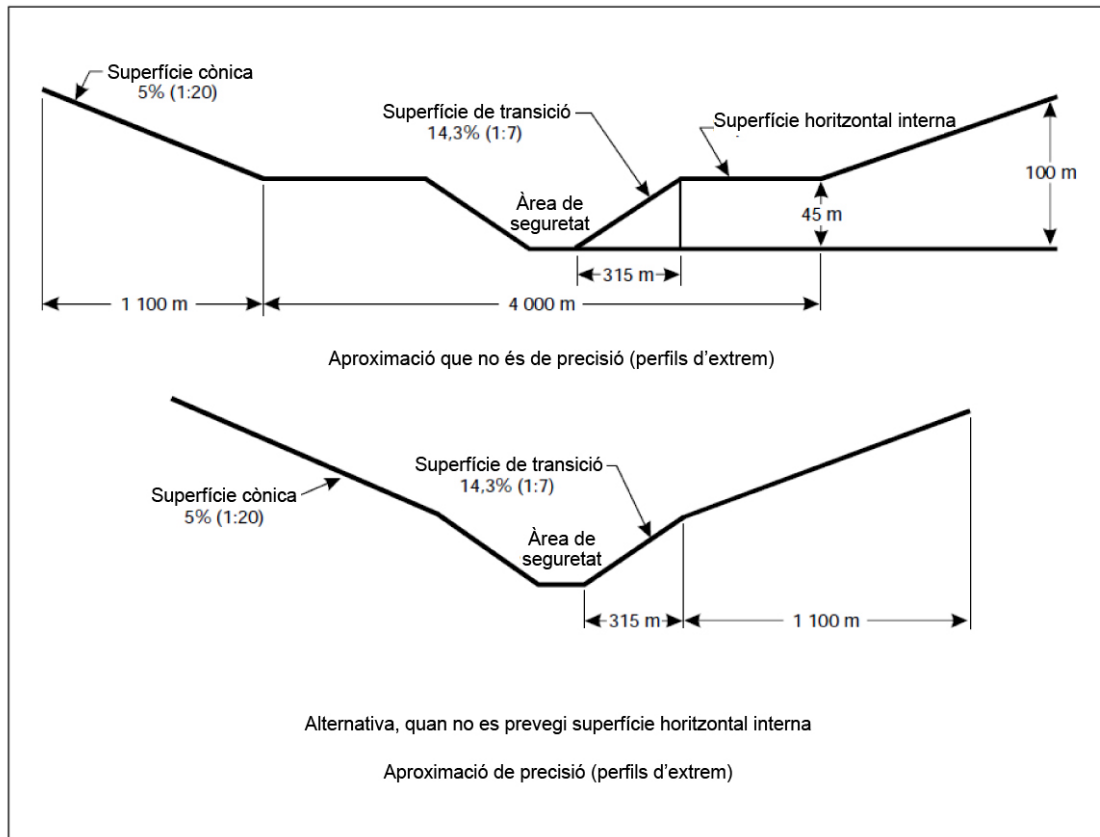 Superfície cònica
5% (1:20)
Superfície de transició
14,3% (1:7)
Superfície horitzontal interna
Àrea de
seguretat
100 m
45 m
315 m
1 100 m
4 000 m
Aproximació que no és de precisió (perfils d’extrem)
Superfície de transició
14,3% (1:7)
Superfície cònica
5% (1:20)
Àrea de
seguretat
315 m
1 100 m
Alternativa, quan no es prevegi superfície horitzontal interna
Aproximació de precisió (perfils d’extrem)